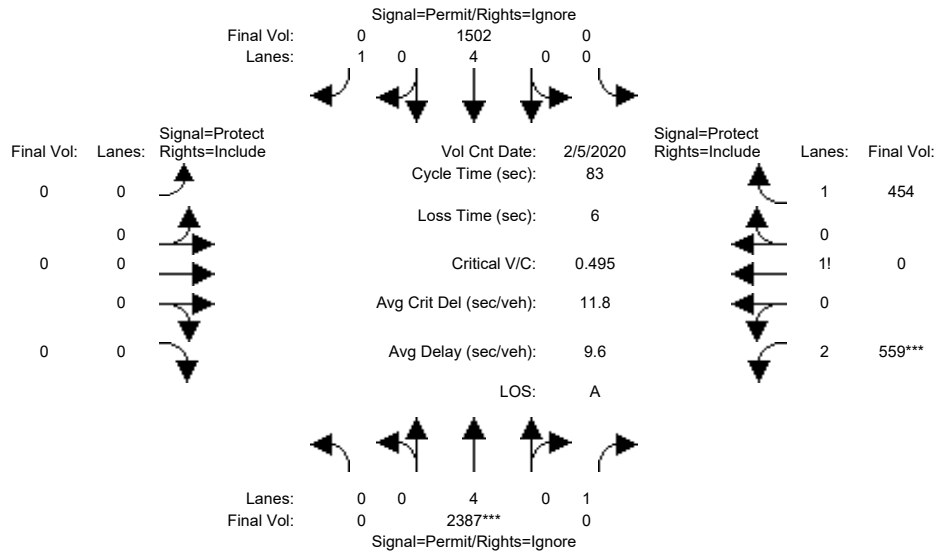 Signal=Permit/Rights=Ignore
Final Vol: 0 1502 0
Lanes: 1 0 4 0 0
Signal=Protect Signal=Protect
Final Vol: Lanes: Rights=Include Vol Cnt Date: 2/5/2020 Rights=Include Lanes: Final Vol:
Cycle Time (sec): 83
0 0 1 454
Loss Time (sec): 6
0 0
0 0 Critical V/C: 0.495 1! 0
0 Avg Crit Del (sec/veh): 11.8 0
0 0 Avg Delay (sec/veh): 9.6 2 559***
LOS: A
Lanes: 0 0 4 0 1
Final Vol: 0 2387*** 0
Signal=Permit/Rights=Ignore